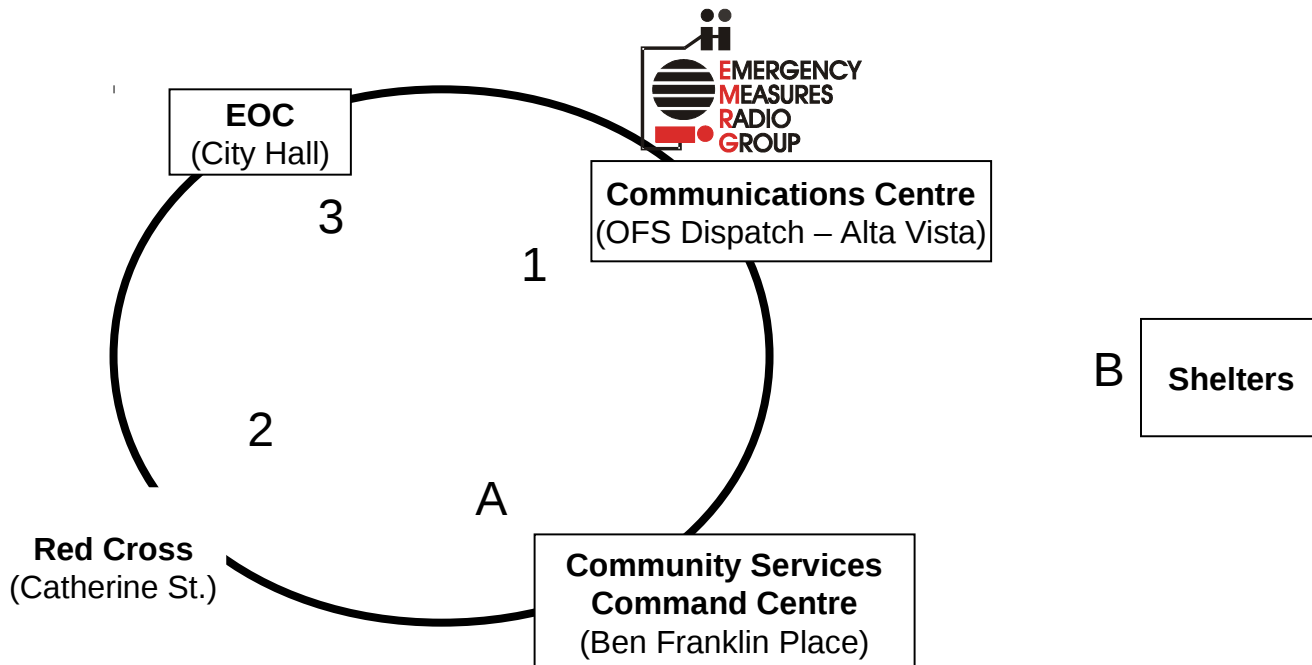 EMERGENCY
MEASURES
RADIO
GROUP
EOC
(City Hall)
Communications Centre
(OFS Dispatch – Alta Vista)
3
1
B
Shelters
2
A
Red Cross
(Catherine St.)
Community Services
Command Centre
(Ben Franklin Place)